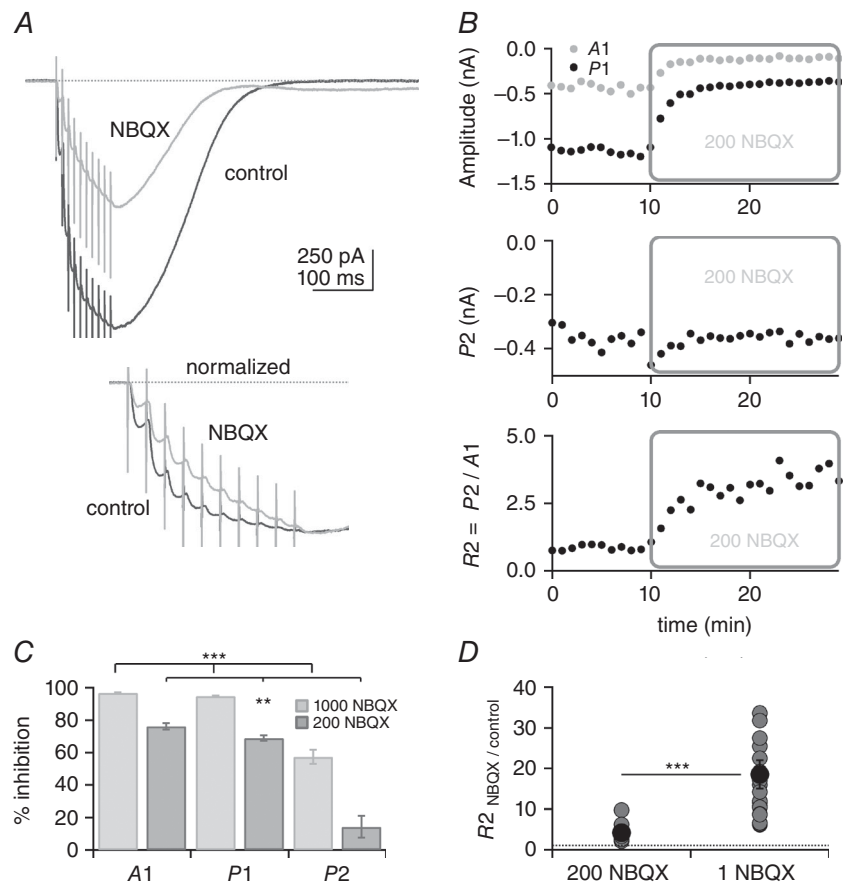 A
NBQX
control
250 pA
100 ms
normalized
NBQX
control
B
A1
P1
Amplitude (nA)
0.0
−0.5
−1.0
−1.5
200 NBQX
0
10
20
P2 (nA)
0.0
−0.2
−0.4
200 NBQX
0
10
20
R2 = P2 / A1
5.0
2.5
0.0
200 NBQX
0
10
20
time (min)
C
***
**
1000 NBQX
200 NBQX
% inhibition
100
80
60
40
20
0
A1
P1
P2
D
R2 NBQX / control
40
30
20
10
0
***
200 NBQX
1 NBQX